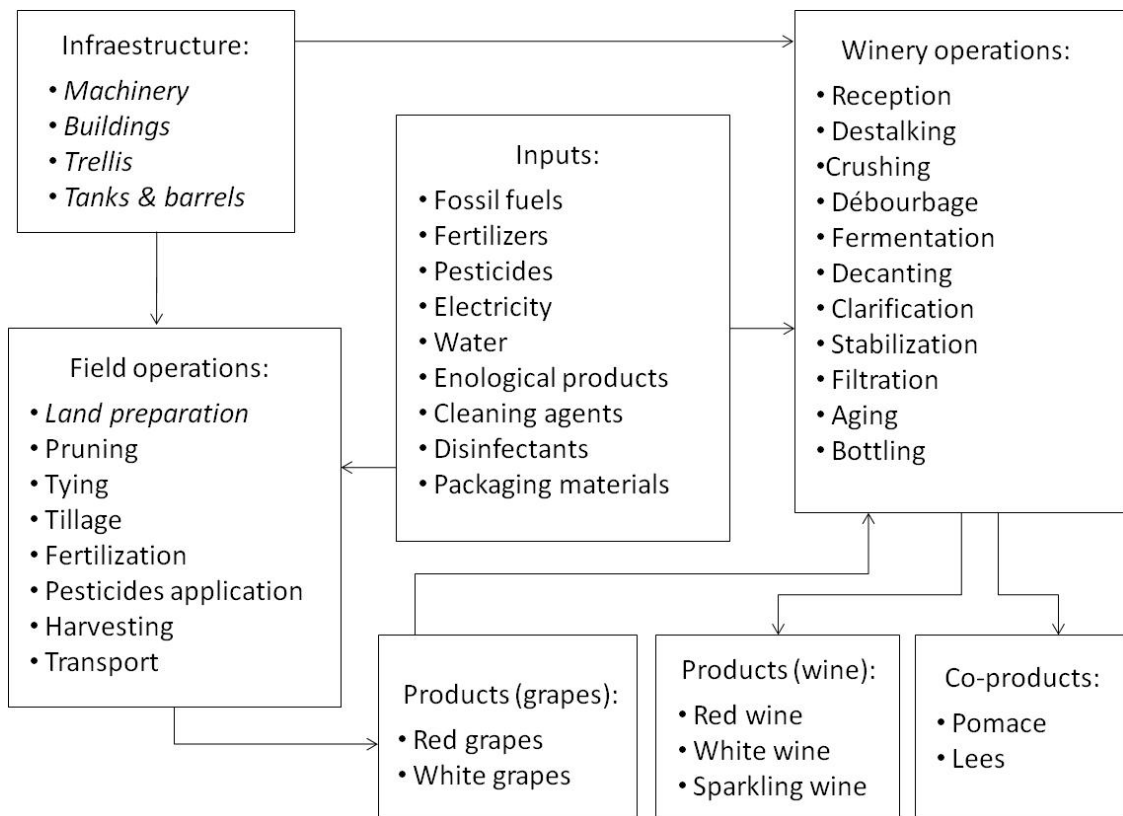 Infraestructure:
• Machinery
• Buildings
• Trellis
• Tanks & barrels
Inputs:
• Fossil fuels
• Fertilizers
• Pesticides
• Electricity
• Water
• Enological products
• Cleaning agents
• Disinfectants
• Packaging materials
Winery operations:
• Reception
• Destalking
•Crushing
• Débourbage
• Fermentation
• Decanting
• Clarification
• Stabilization
• Filtration
• Aging
• Bottling
Field operations:
• Land preparation
• Pruning
• Tying
• Tillage
• Fertilization
• Pesticides application
• Harvesting
• Transport
Products (grapes):
• Red grapes
• White grapes
Products (wine):
• Red wine
• White wine
• Sparkling wine
Co-products:
• Pomace
• Lees